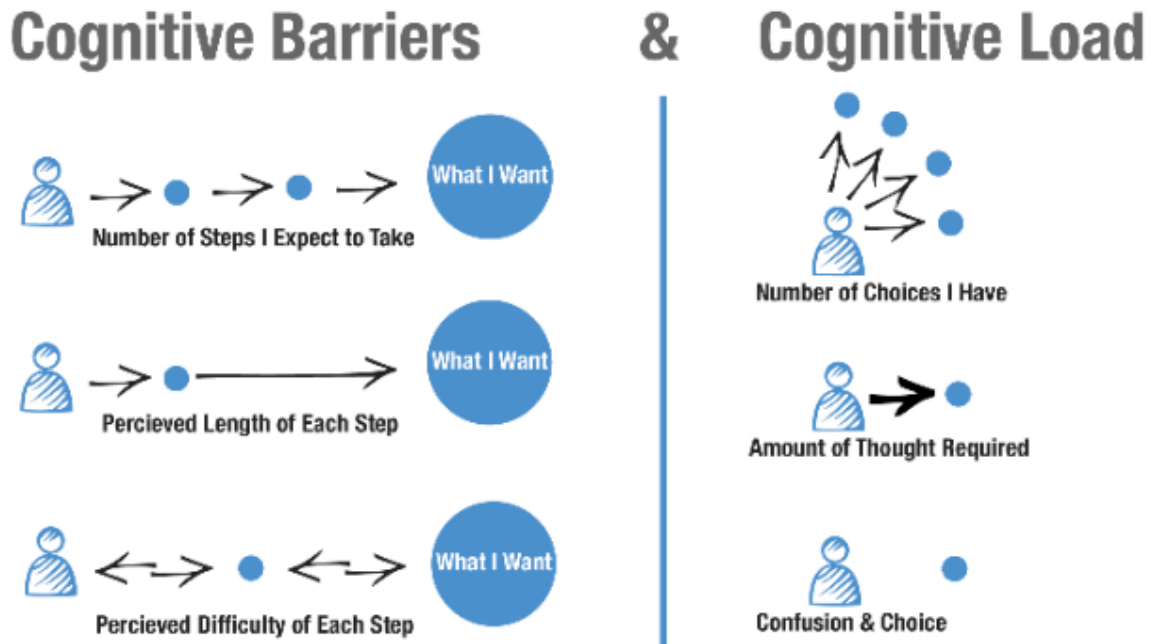 Cognitive Barriers & Cognitive Load
What I Want
Number of Steps I Expect to Take
What I Want
Percieved Length of Each Step
What I Want
Percieved Difficulty of Each Step
Number of Choices I Have
Amount of Thought Required
Confusion & Choice